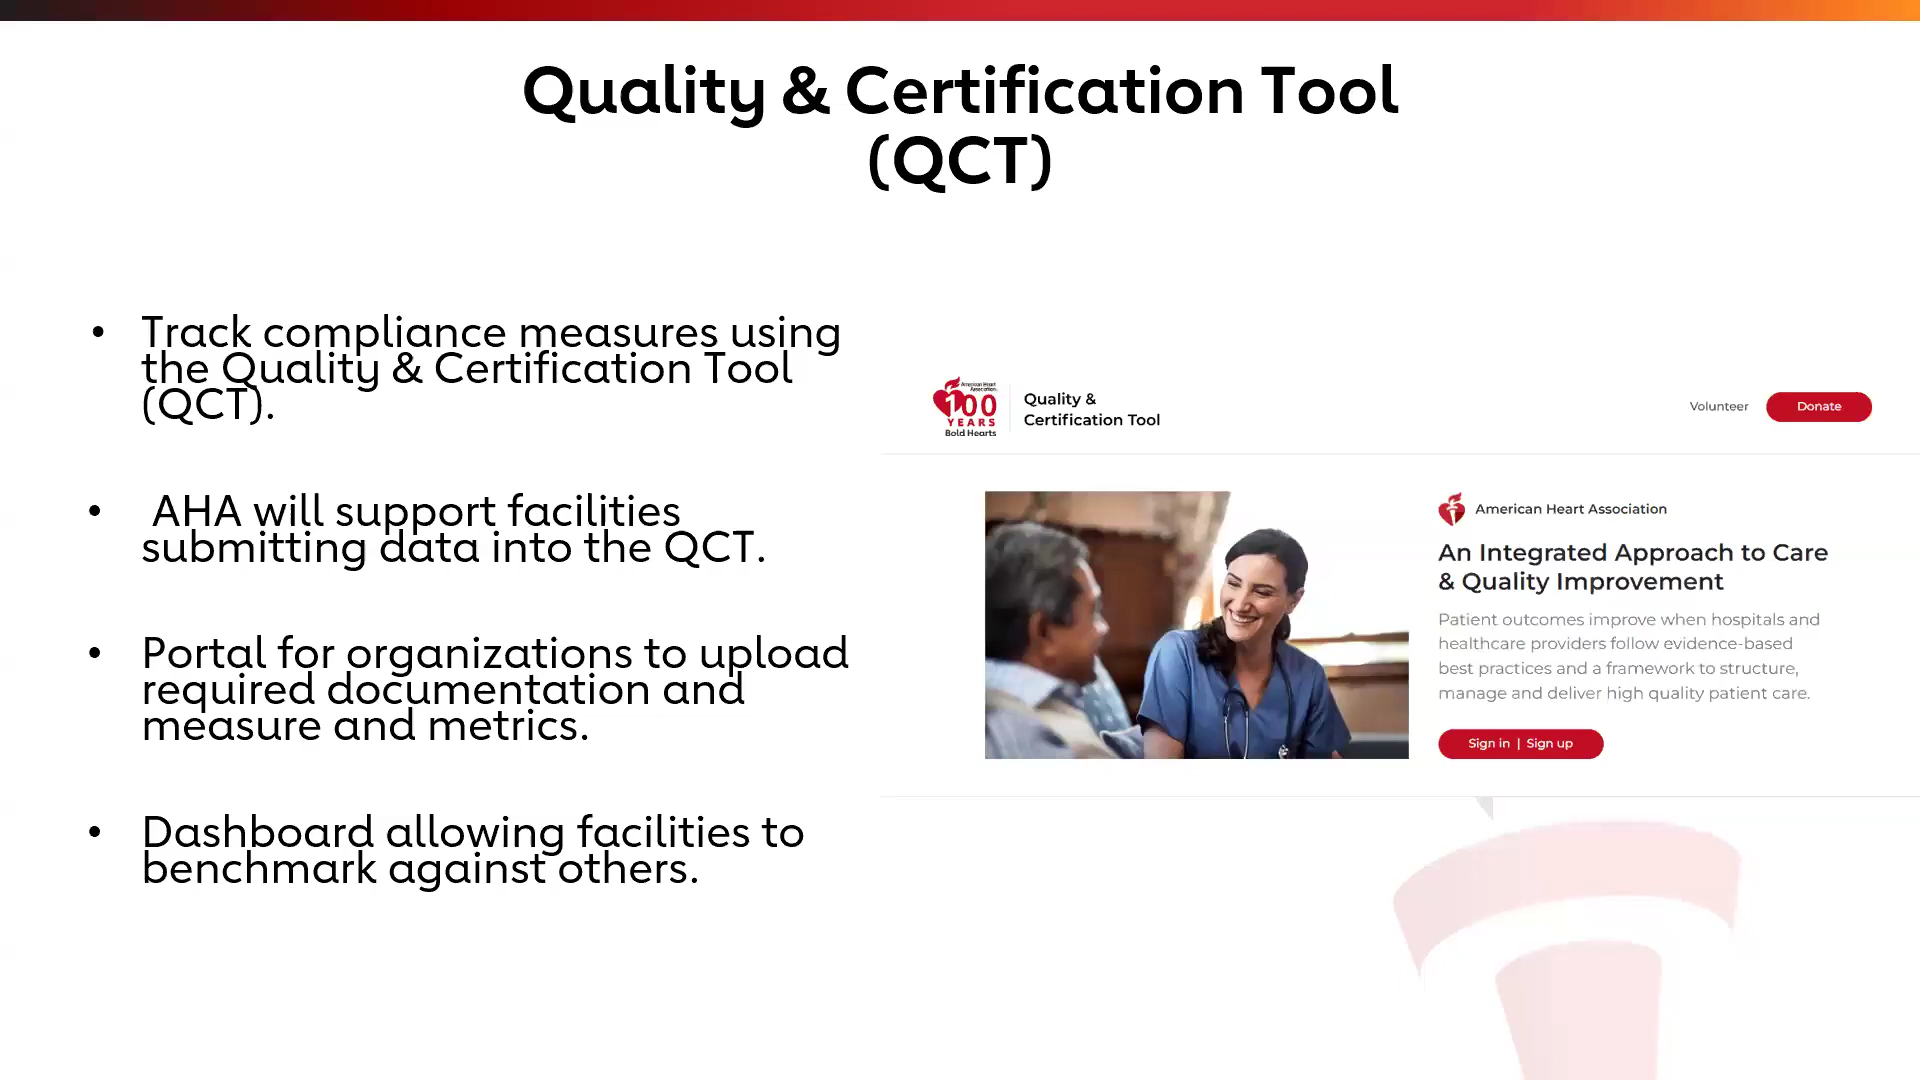 Quality & Certification Tool
(QCT)
• Track compliance measures using
the Quality & Certification Tool
(QCT).
• AHA will support facilities
submitting data into the QCT.
• Portal for organizations to upload
required documentation and
measure and metrics.
• Dashboard allowing facilities to
benchmark against others.
American Heart
Association
100
YEARS
Bold Hearts
Quality &
Certification Tool
Volunteer
Donate
American Heart Association
An Integrated Approach to Care
& Quality Improvement
Patient outcomes improve when hospitals and
healthcare providers follow evidence-based
best practices and a framework to structure,
manage and deliver high quality patient care.
Sign in | Sign up